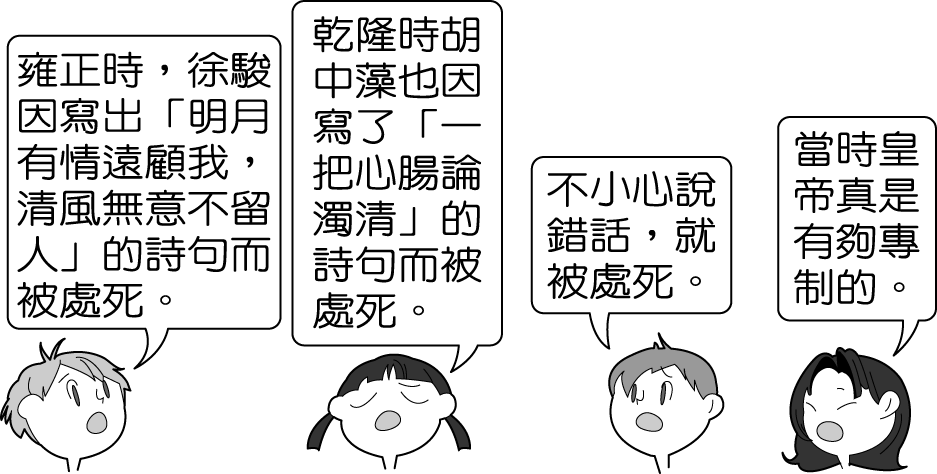 雍正時，徐駿
因寫出「明月
有情遠顧我，
清風無意不留
人」的詩句而
被處死。
乾隆時胡
中藻也因
寫了「一
把心腸論
濁清」的
詩句而被
處死。
不小心說
錯話，就
被處死。
當時皇
帝真是
有夠專
制的。